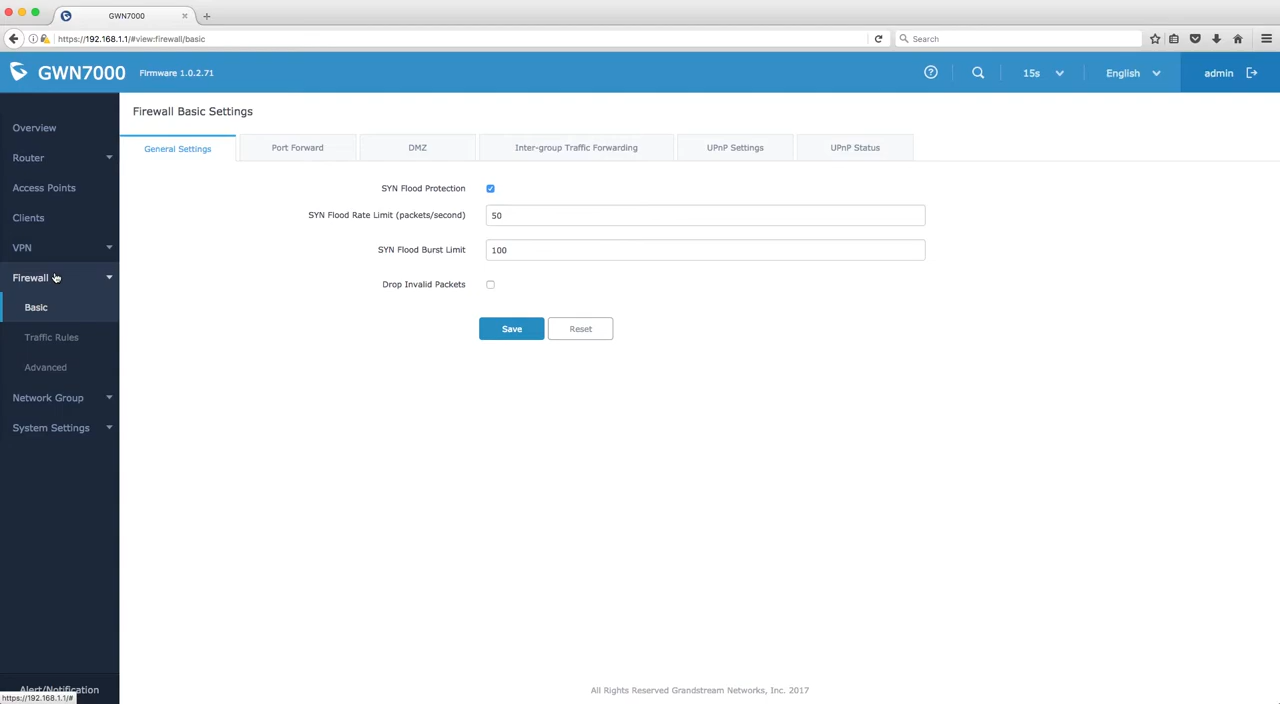 GWN7000
https://192.168.1.1/#view:firewall/basic
Search
GWN7000 Firmware 1.0.2.71
15s
English
admin
Overview
Router
Access Points
Clients
VPN
Firewall
Basic
Traffic Rules
Advanced
Network Group
System Settings
Alert/Notification
https://192.168.1.1/#
Firewall Basic Settings
General Settings
Port Forward
DMZ
Inter-group Traffic Forwarding
UPnP Settings
UPnP Status
SYN Flood Protection
SYN Flood Rate Limit (packets/second) 50
SYN Flood Burst Limit 100
Drop Invalid Packets
Save
Reset
All Rights Reserved Grandstream Networks, Inc. 2017